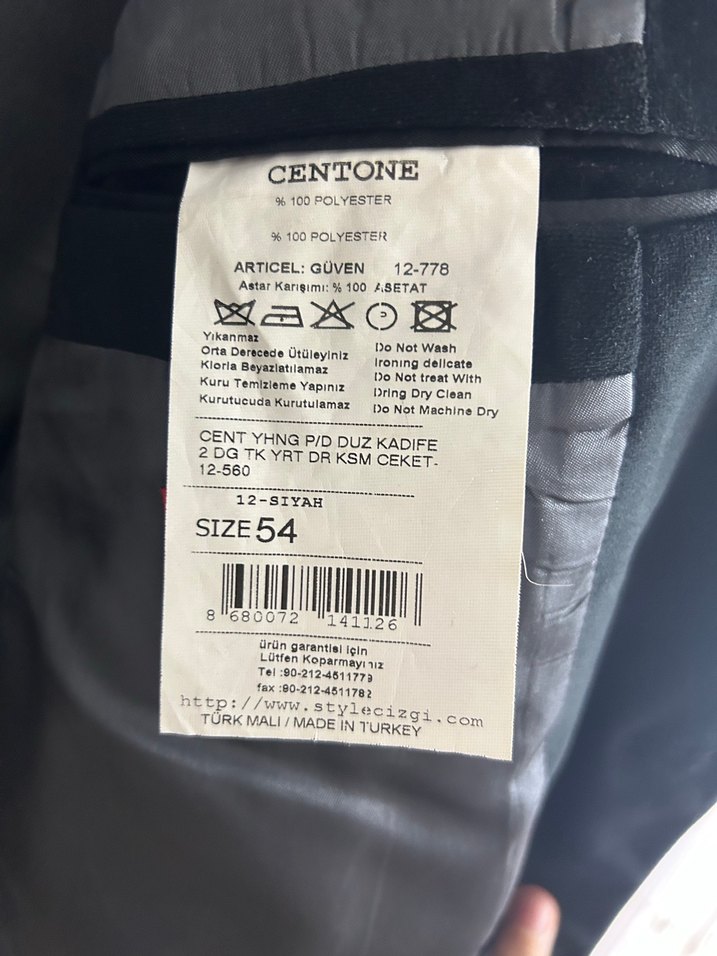 CENTONE
% 100 POLYESTER
% 100 POLYESTER
ARTICEL: GÜVEN 12-778
Astar Karışımı: % 100 ASETAT
P
Yıkanmaz
Orta Derecede Ütüleyiniz
Klorla Beyazlatılamaz
Kuru Temizleme Yapınız
Kurutucuda Kurutulamaz
Do Not Wash
Ironing delicate
Do Not treat With
Dring Dry Clean
Do Not Machine Dry
CENT YHNG P/D DUZ KADIFE
2 DG TK YRT DR KSM CEKET-
12-560
12-SIYAH
SIZE 54
8 680072 141126
ürün garantisi için
Lütfen Koparmayınız
Tel :90-212-4511779
fax :90-212-4511782
http://www.stylecizgi.com
TÜRK MALI / MADE IN TURKEY